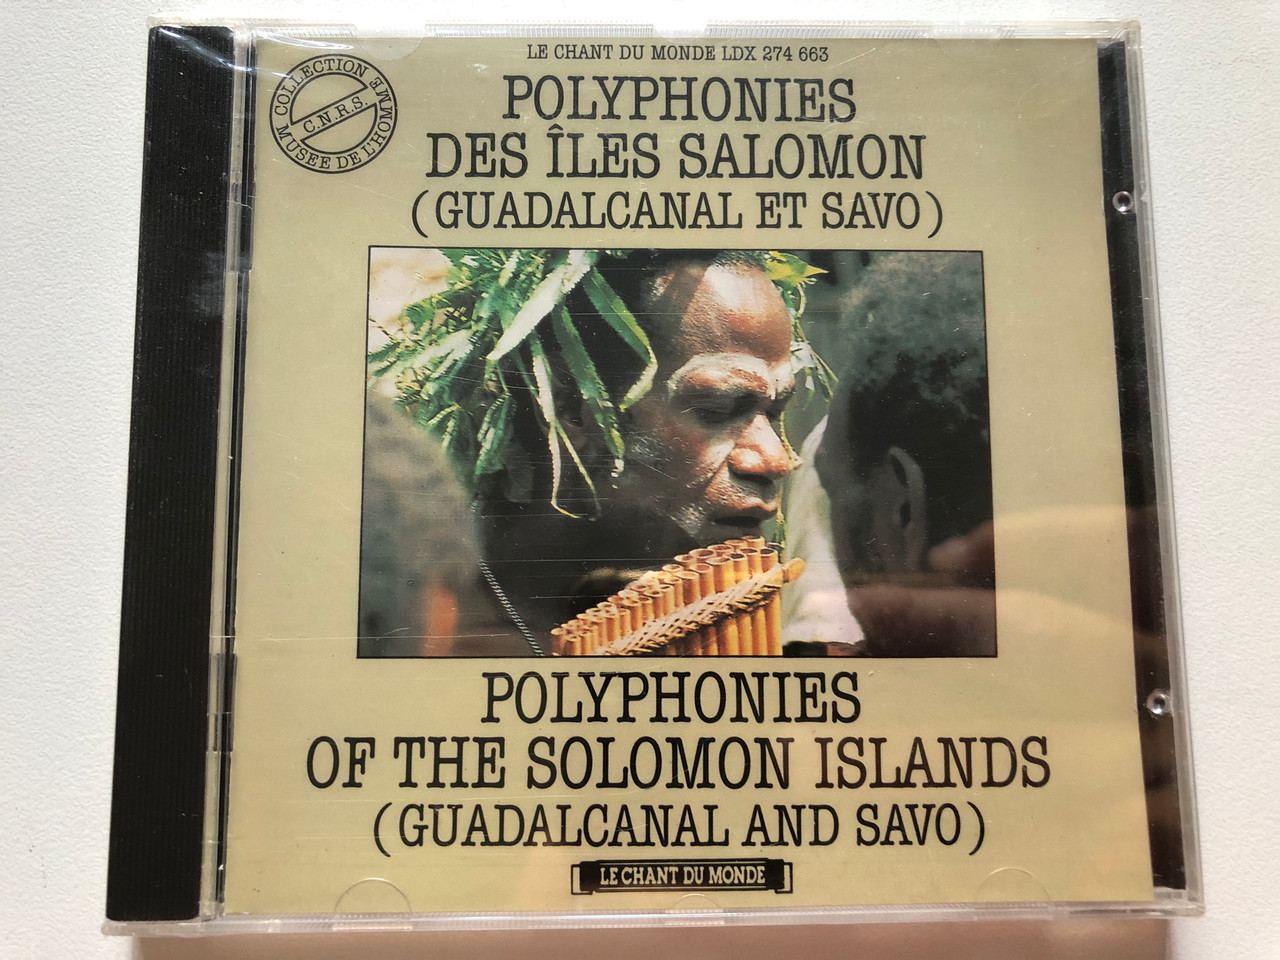 LE CHANT DU MONDE LDX 274 663
COLLECTION
C.N.R.S.
MUSEE DE L'HOMME
POLYPHONIES
DES ÎLES SALOMON
(GUADALCANAL ET SAVO)
POLYPHONIES
OF THE SOLOMON ISLANDS
(GUADALCANAL AND SAVO)
LE CHANT DU MONDE